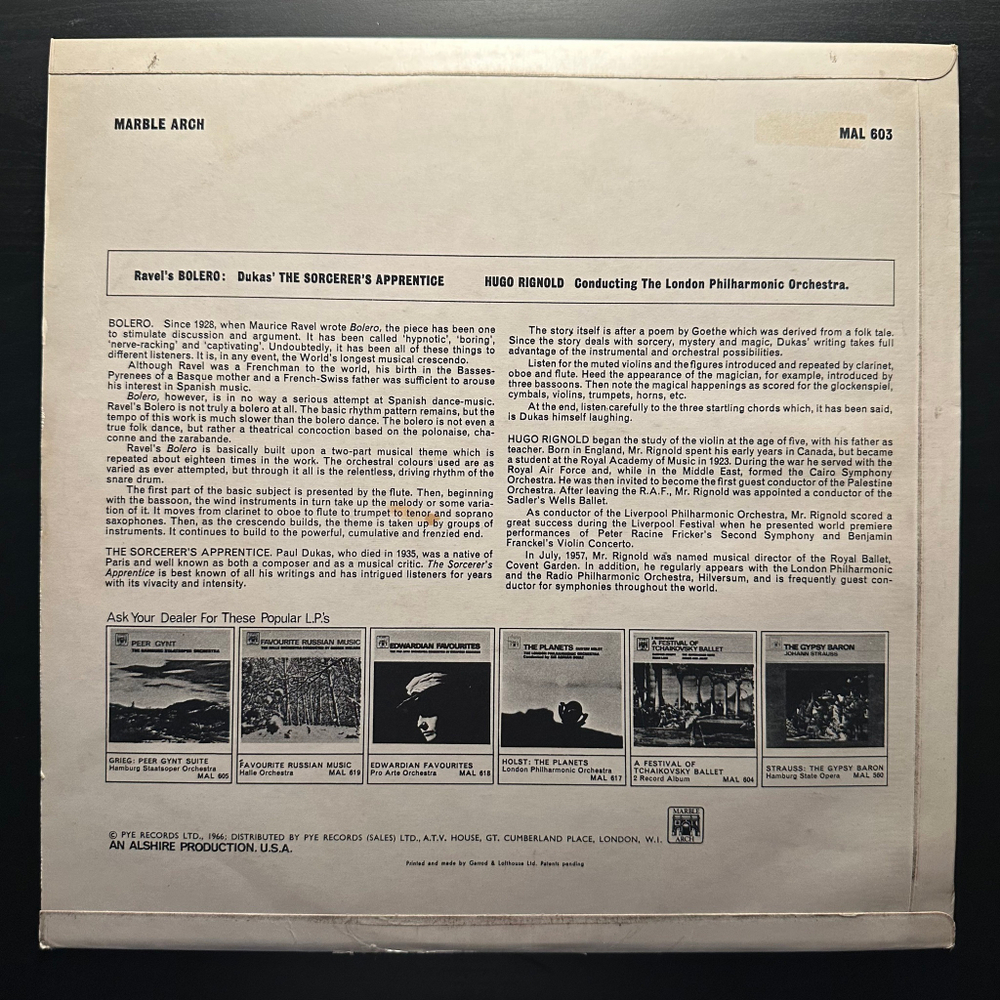 MARBLE ARCH
MAL 603
Ravel's BOLERO: Dukas' THE SORCERER'S APPRENTICE HUGO RIGNOLD Conducting The London Philharmonic Orchestra.
BOLERO. Since 1928, when Maurice Ravel wrote Bolero, the piece has been one
to stimulate discussion and argument. It has been called 'hypnotic', 'boring',
'nerve-racking' and 'captivating'. Undoubtedly, it has been all of these things to
different listeners. It is, in any event, the World's longest musical crescendo.
Although Ravel was a Frenchman to the world, his birth in the Basses-
Pyrenees of a Basque mother and a French-Swiss father was sufficient to arouse
his interest in Spanish music.
Bolero, however, is in no way a serious attempt at Spanish dance-music.
Ravel's Bolero is not truly a bolero at all. The basic rhythm pattern remains, but the
tempo of this work is much slower than the bolero dance. The bolero is not even a
true folk dance, but rather a theatrical concoction based on the polonaise, cha-
conne and the zarabande.
Ravel's Bolero is basically built upon a two-part musical theme which is
repeated about eighteen times in the work. The orchestral colours used are as
varied as ever attempted, but through it all is the relentless, driving rhythm of the
snare drum.
The first part of the basic subject is presented by the flute. Then, beginning
with the bassoon, the wind instruments in turn take up the melody or some varia-
tion of it. It moves from clarinet to oboe to flute to trumpet to tenor and soprano
saxophones. Then, as the crescendo builds, the theme is taken up by groups of
instruments. It continues to build to the powerful, cumulative and frenzied end.
THE SORCERER'S APPRENTICE. Paul Dukas, who died in 1935, was a native of
Paris and well known as both a composer and as a musical critic. The Sorcerer's
Apprentice is best known of all his writings and has intrigued listeners for years
with its vivacity and intensity.
The story itself is after a poem by Goethe which was derived from a folk tale.
Since the story deals with sorcery, mystery and magic, Dukas' writing takes full
advantage of the instrumental and orchestral possibilities.
Listen for the muted violins and the figures introduced and repeated by clarinet,
oboe and flute. Heed the appearance of the magician, for example, introduced by
three bassoons. Then note the magical happenings as scored for the glockenspiel,
cymbals, violins, trumpets, horns, etc.
At the end, listen carefully to the three startling chords which, it has been said,
is Dukas himself laughing.
HUGO RIGNOLD began the study of the violin at the age of five, with his father as
teacher. Born in England, Mr. Rignold spent his early years in Canada, but became
a student at the Royal Academy of Music in 1923. During the war he served with the
Royal Air Force and, while in the Middle East, formed the Cairo Symphony
Orchestra. He was then invited to become the first guest conductor of the Palestine
Orchestra. After leaving the R.A.F., Mr. Rignold was appointed a conductor of the
Sadler's Wells Ballet.
As conductor of the Liverpool Philharmonic Orchestra, Mr. Rignold scored a
great success during the Liverpool Festival when he presented world premiere
performances of Peter Racine Fricker's Second Symphony and Benjamin
Franckel's Violin Concerto.
In July, 1957, Mr. Rignold was named musical director of the Royal Ballet,
Covent Garden. In addition, he regularly appears with the London Philharmonic
and the Radio Philharmonic Orchestra, Hilversum, and is frequently guest con-
ductor for symphonies throughout the world.
Ask Your Dealer For These Popular L.P.'s
PEER GYNT
FAVOURITE RUSSIAN MUSIC
EDWARDIAN FAVOURITES
THE PLANETS
A FESTIVAL OF
TCHAIKOVSKY BALLET
THE GYPSY BARON
JOHANN STRAUSS
GRIEG: PEER GYNT SUITE
Hamburg Staatsoper Orchestra
MAL 605
FAVOURITE RUSSIAN MUSIC
Halle Orchestra MAL 619
EDWARDIAN FAVOURITES
Pro Arte Orchestra MAL 618
HOLST: THE PLANETS
London Philharmonic Orchestra
MAL 617
A FESTIVAL OF
TCHAIKOVSKY BALLET
2 Record Album MAL 604
STRAUSS: THE GYPSY BARON
Hamburg State Opera MAL 560
© PYE RECORDS LTD., 1966; DISTRIBUTED BY PYE RECORDS (SALES) LTD., A.T.V. HOUSE, GT. CUMBERLAND PLACE, LONDON, W.I.
AN ALSHIRE PRODUCTION. U.S.A.
MARBLE
ARCH
Printed and made by Garrod & Lofthouse Ltd. Patents pending